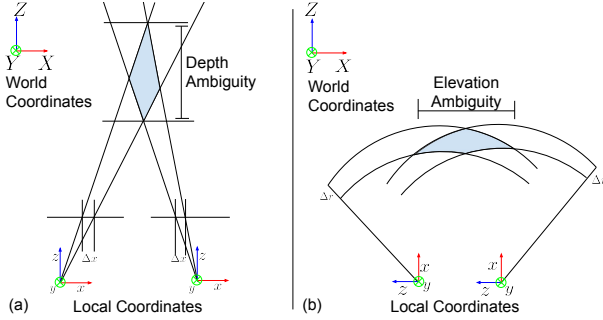 Z
Y X
World
Coordinates
Depth
Ambiguity
Δx Δx
z z
y x y x
(a) Local Coordinates
Z
Y X
World
Coordinates
Elevation
Ambiguity
Δr
x x
z y z y
(b) Local Coordinates